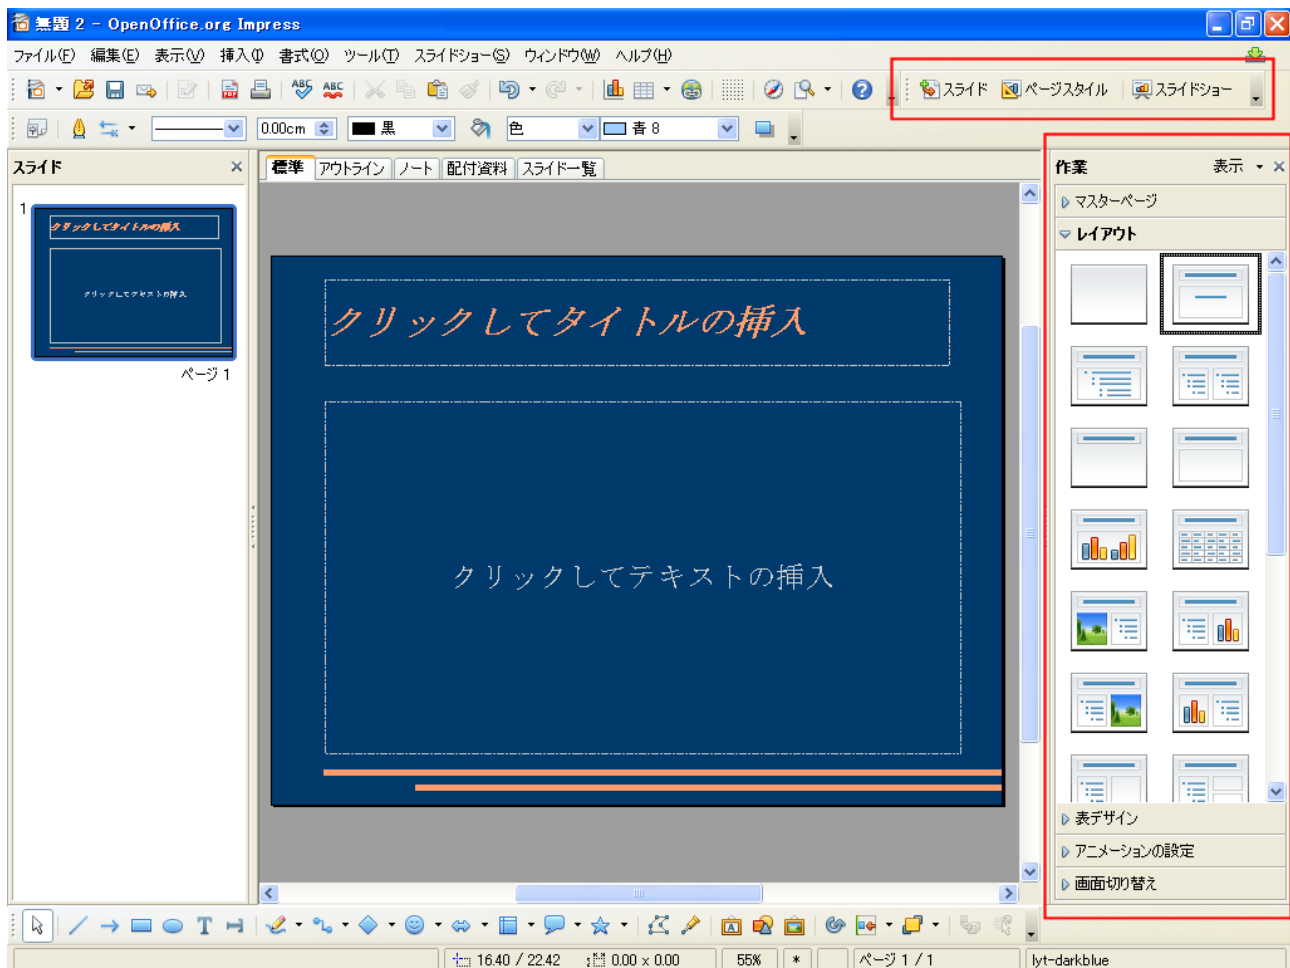 無題 2 - OpenOffice.org Impress
ファイル(F) 編集(E) 表示(V) 挿入(I) 書式(O) ツール(T) スライドショー(S) ウィンドウ(W) ヘルプ(H)
ABC ABC スライド ページスタイル スライドショー
0.00cm 黒 色 青 8
スライド
標準 アウトライン ノート 配付資料 スライド一覧
作業 表示
マスターページ
レイアウト
1
クリックしてタイトルの挿入
クリックしてテキストの挿入
ページ 1
クリックしてタイトルの挿入
クリックしてテキストの挿入
表デザイン
アニメーションの設定
画面切り替え
T
16.40 / 22.42 0.00 x 0.00 55% * ページ 1 / 1 lyt-darkblue